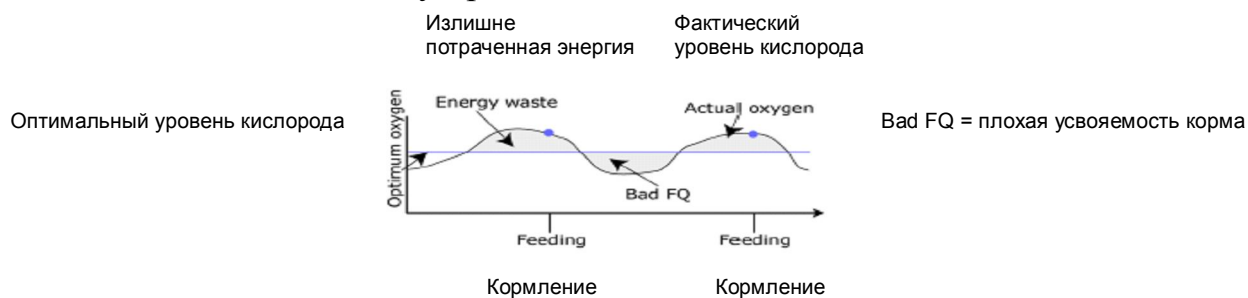 Излишне
потраченная энергия
Фактический
уровень кислорода
Оптимальный уровень кислорода
Optimum oxygen
Energy waste
Actual oxygen
Bad FQ = плохая усвояемость корма
Bad FQ
Feeding
Feeding
Кормление
Кормление